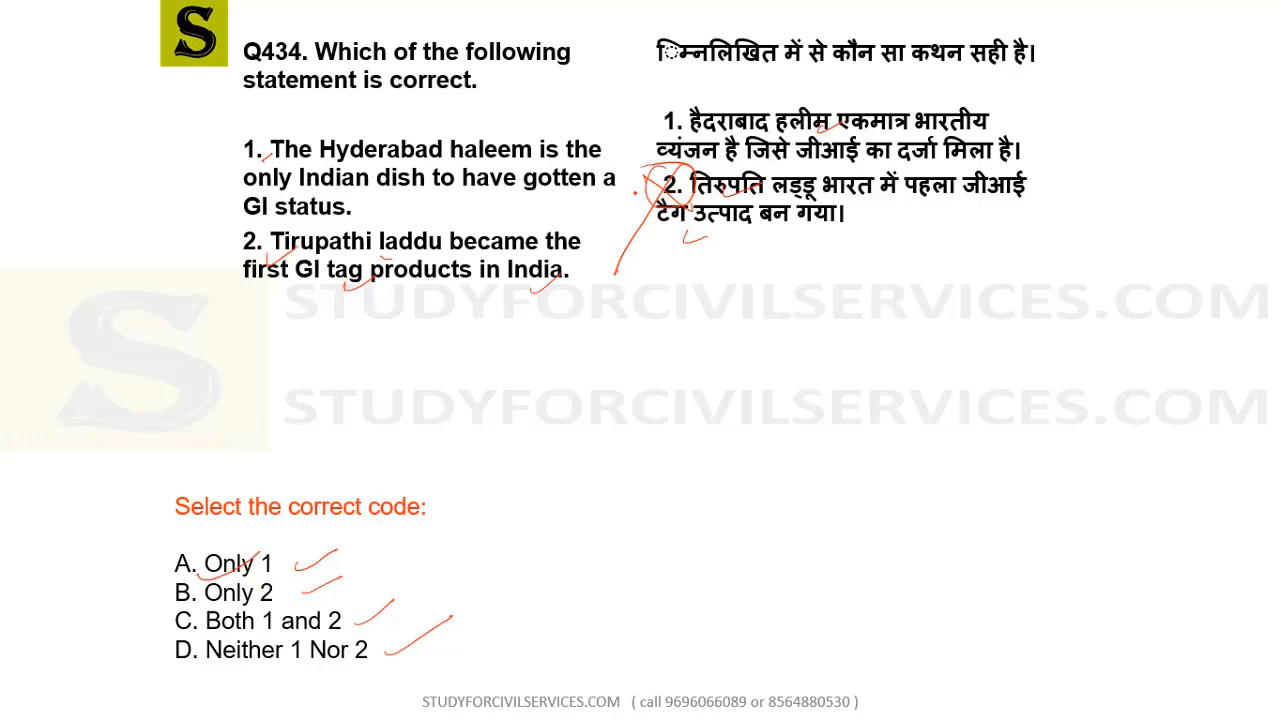 S
Q434. Which of the following
statement is correct.
1. The Hyderabad haleem is the
only Indian dish to have gotten a
GI status.
2. Tirupathi laddu became the
first GI tag products in India.
िनम्नलिखित में से कौन सा कथन सही है।
1. हैदराबाद हलीम एकमात्र भारतीय
व्यंजन है जिसे जीआई का दर्जा मिला है।
2. तिरुपति लड्डू भारत में पहला जीआई
टैग उत्पाद बन गया।
S
STUDYFORCIVILSERVICES.COM
STUDYFORCIVILSERVICES.COM
Select the correct code:
A. Only 1
B. Only 2
C. Both 1 and 2
D. Neither 1 Nor 2
STUDYFORCIVILSERVICES.COM ( call 9696066089 or 8564880530 )